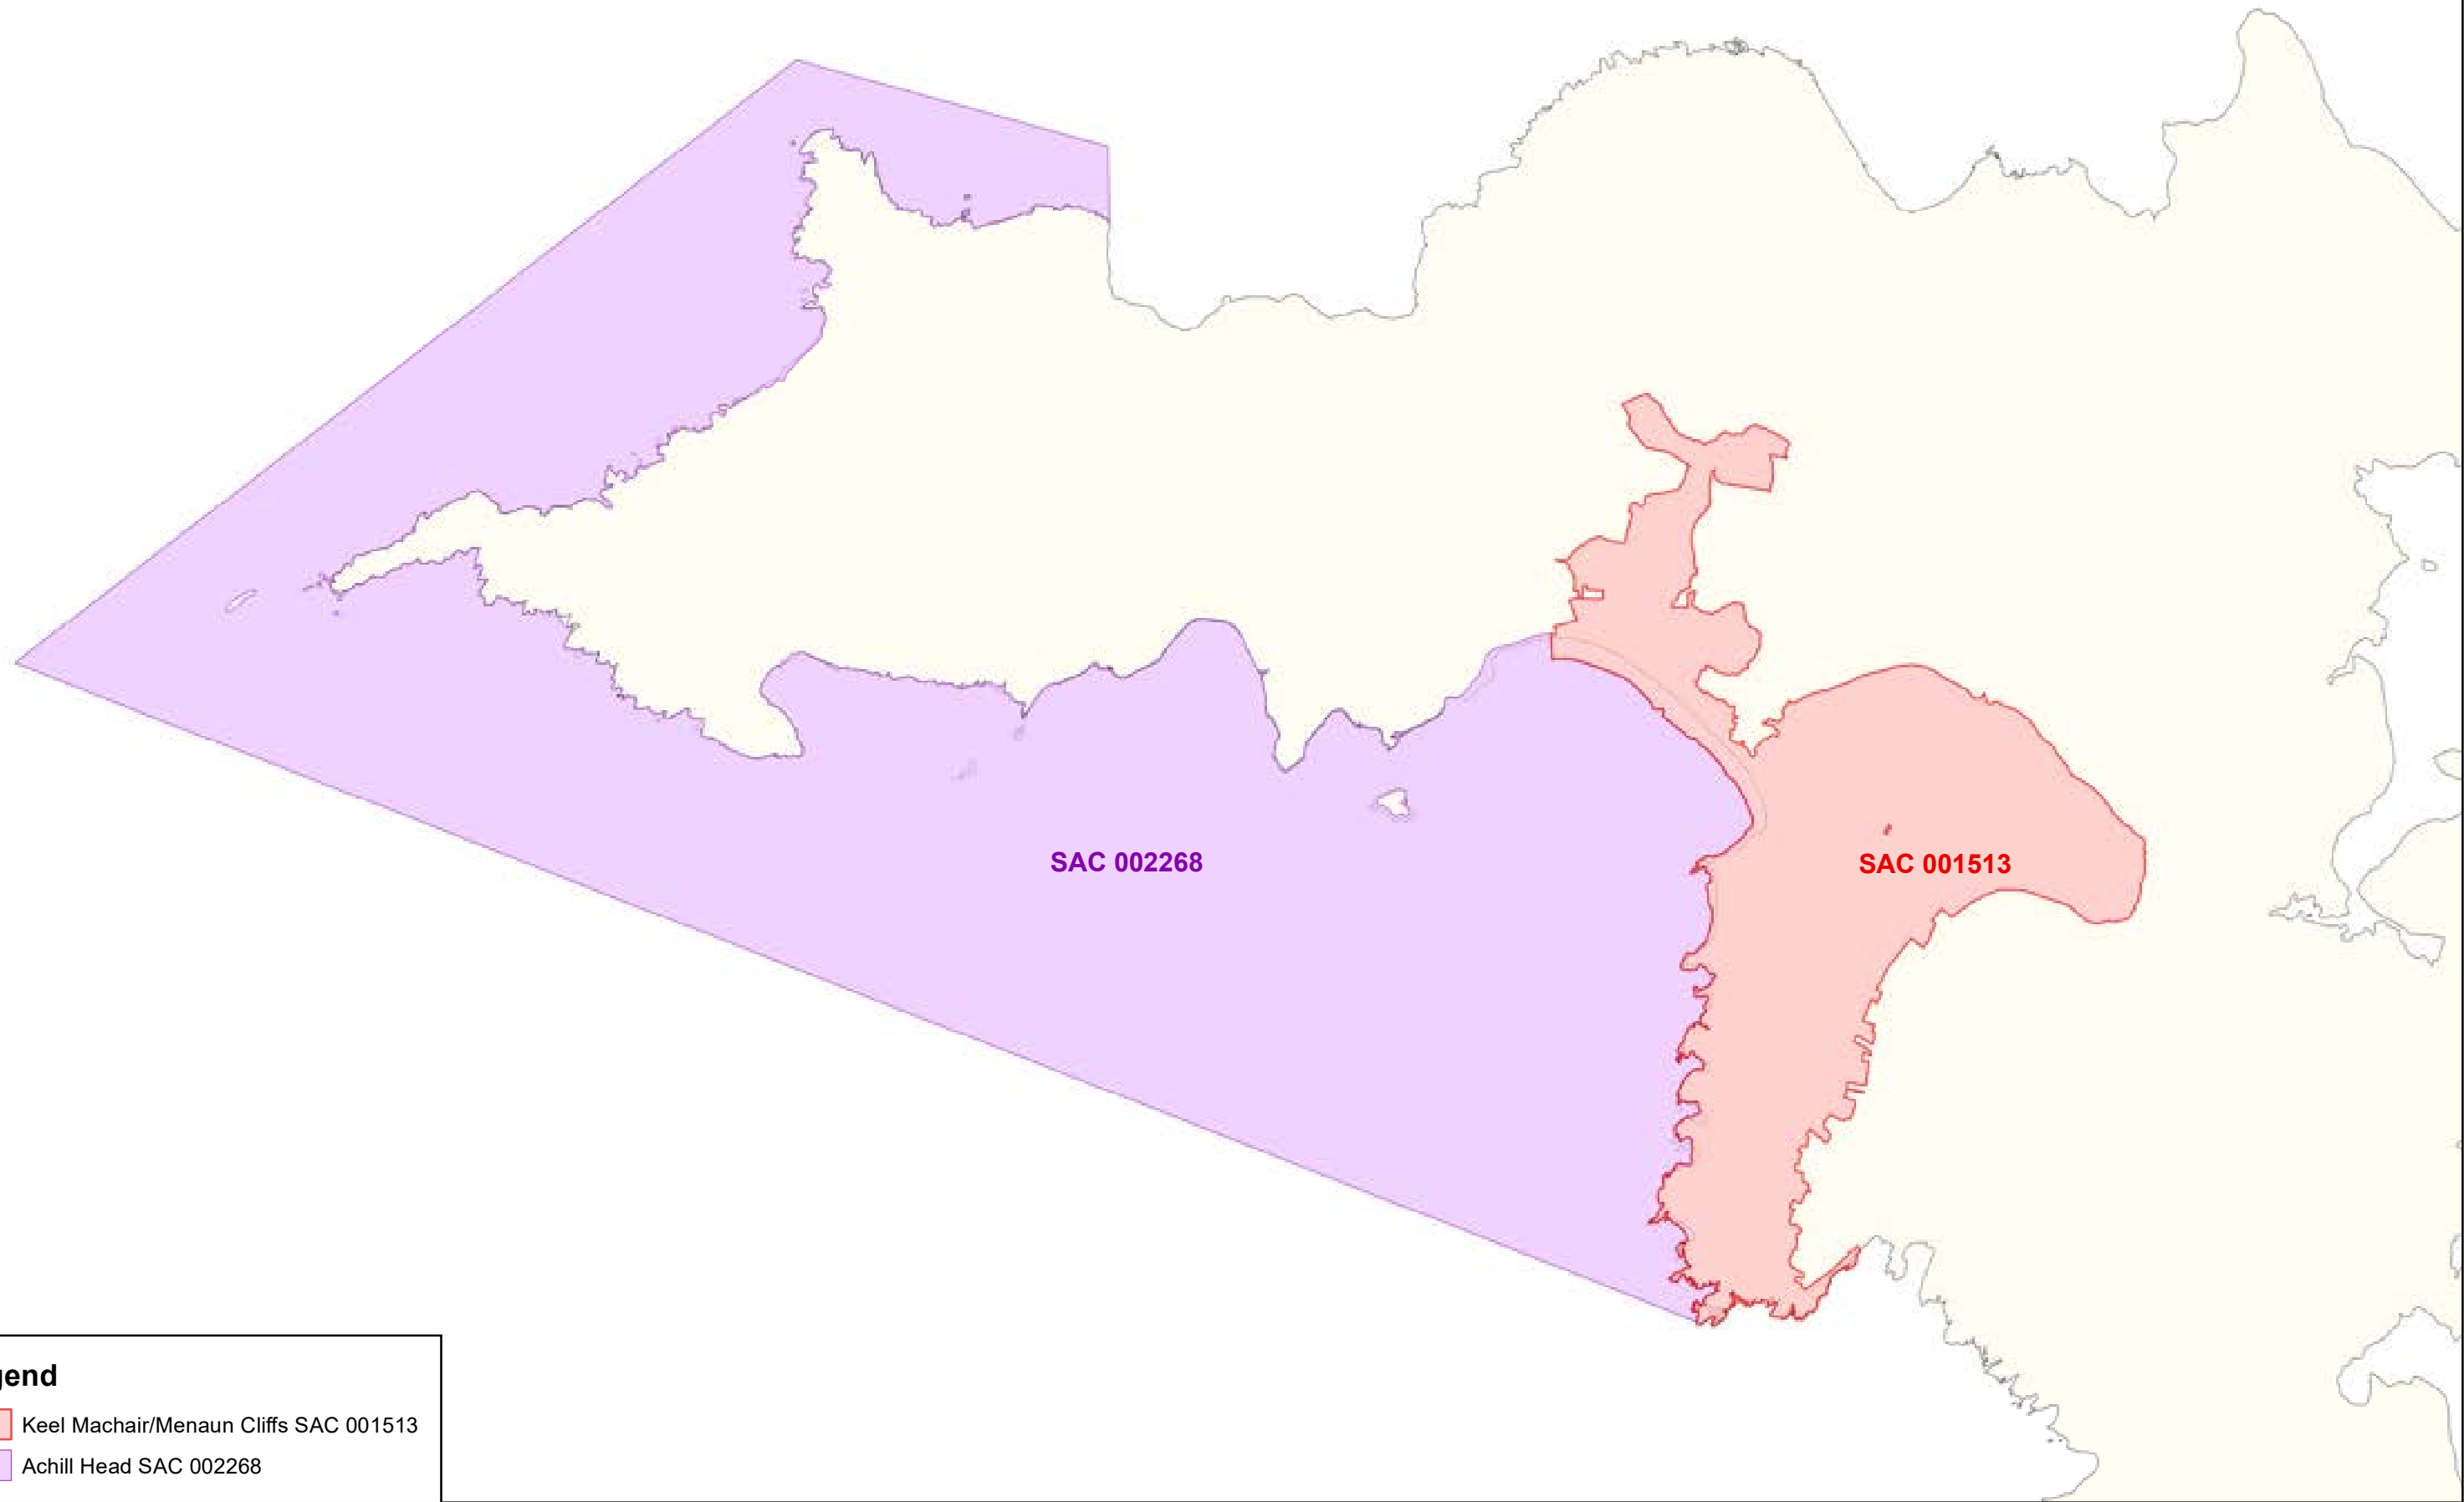 SAC 002268
SAC 001513
gend
Keel Machair/Menaun Cliffs SAC 001513
Achill Head SAC 002268